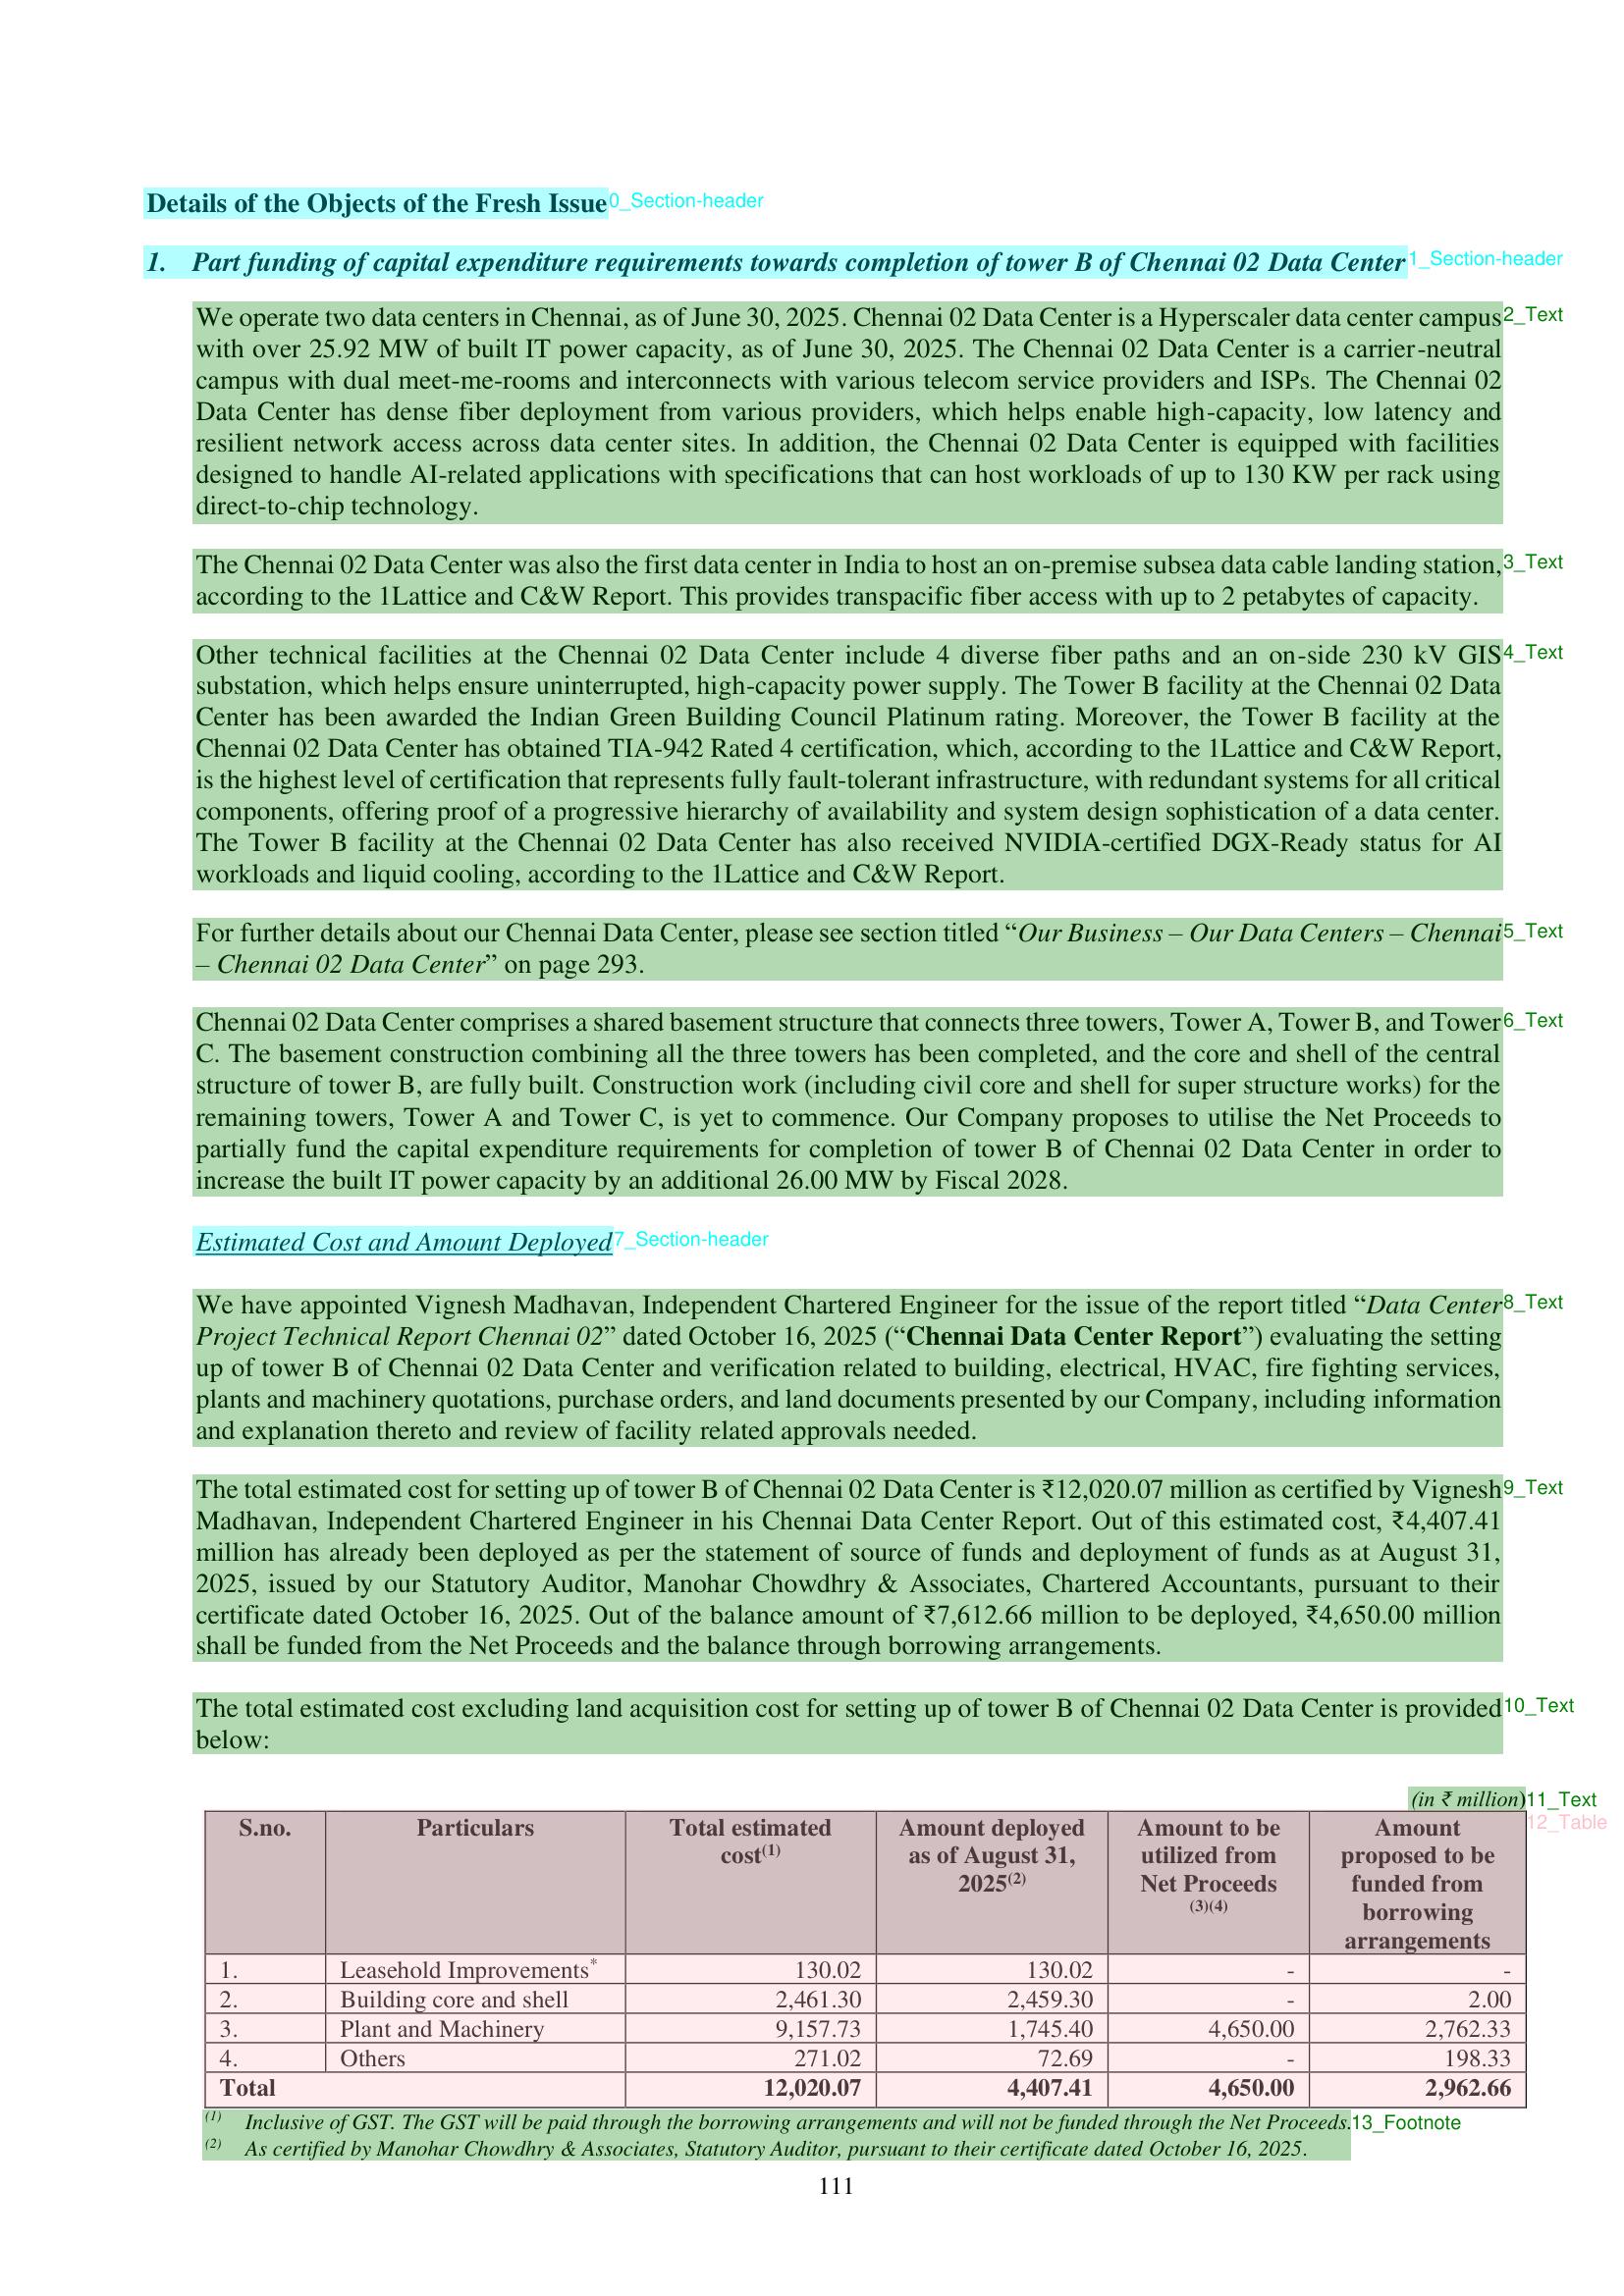 Details of the Objects of the Fresh Issue 0_Section-header
1. Part funding of capital expenditure requirements towards completion of tower B of Chennai 02 Data Center 1_Section-header
We operate two data centers in Chennai, as of June 30, 2025. Chennai 02 Data Center is a Hyperscaler data center campus 2_Text
with over 25.92 MW of built IT power capacity, as of June 30, 2025. The Chennai 02 Data Center is a carrier-neutral
campus with dual meet-me-rooms and interconnects with various telecom service providers and ISPs. The Chennai 02
Data Center has dense fiber deployment from various providers, which helps enable high-capacity, low latency and
resilient network access across data center sites. In addition, the Chennai 02 Data Center is equipped with facilities
designed to handle AI-related applications with specifications that can host workloads of up to 130 KW per rack using
direct-to-chip technology.
The Chennai 02 Data Center was also the first data center in India to host an on-premise subsea data cable landing station, 3_Text
according to the 1Lattice and C&W Report. This provides transpacific fiber access with up to 2 petabytes of capacity.
Other technical facilities at the Chennai 02 Data Center include 4 diverse fiber paths and an on-side 230 kV GIS 4_Text
substation, which helps ensure uninterrupted, high-capacity power supply. The Tower B facility at the Chennai 02 Data
Center has been awarded the Indian Green Building Council Platinum rating. Moreover, the Tower B facility at the
Chennai 02 Data Center has obtained TIA-942 Rated 4 certification, which, according to the 1Lattice and C&W Report,
is the highest level of certification that represents fully fault-tolerant infrastructure, with redundant systems for all critical
components, offering proof of a progressive hierarchy of availability and system design sophistication of a data center.
The Tower B facility at the Chennai 02 Data Center has also received NVIDIA-certified DGX-Ready status for AI
workloads and liquid cooling, according to the 1Lattice and C&W Report.
For further details about our Chennai Data Center, please see section titled “Our Business – Our Data Centers – Chennai 5_Text
– Chennai 02 Data Center” on page 293.
Chennai 02 Data Center comprises a shared basement structure that connects three towers, Tower A, Tower B, and Tower 6_Text
C. The basement construction combining all the three towers has been completed, and the core and shell of the central
structure of tower B, are fully built. Construction work (including civil core and shell for super structure works) for the
remaining towers, Tower A and Tower C, is yet to commence. Our Company proposes to utilise the Net Proceeds to
partially fund the capital expenditure requirements for completion of tower B of Chennai 02 Data Center in order to
increase the built IT power capacity by an additional 26.00 MW by Fiscal 2028.
Estimated Cost and Amount Deployed 7_Section-header
We have appointed Vignesh Madhavan, Independent Chartered Engineer for the issue of the report titled “Data Center 8_Text
Project Technical Report Chennai 02” dated October 16, 2025 (“Chennai Data Center Report”) evaluating the setting
up of tower B of Chennai 02 Data Center and verification related to building, electrical, HVAC, fire fighting services,
plants and machinery quotations, purchase orders, and land documents presented by our Company, including information
and explanation thereto and review of facility related approvals needed.
The total estimated cost for setting up of tower B of Chennai 02 Data Center is ₹12,020.07 million as certified by Vignesh 9_Text
Madhavan, Independent Chartered Engineer in his Chennai Data Center Report. Out of this estimated cost, ₹4,407.41
million has already been deployed as per the statement of source of funds and deployment of funds as at August 31,
2025, issued by our Statutory Auditor, Manohar Chowdhry & Associates, Chartered Accountants, pursuant to their
certificate dated October 16, 2025. Out of the balance amount of ₹7,612.66 million to be deployed, ₹4,650.00 million
shall be funded from the Net Proceeds and the balance through borrowing arrangements.
The total estimated cost excluding land acquisition cost for setting up of tower B of Chennai 02 Data Center is provided 10_Text
below:
(in ₹ million) 11_Text
12_Table
S.no. Particulars Total estimated cost(1) Amount deployed as of August 31, 2025(2) Amount to be utilized from Net Proceeds (3)(4) Amount proposed to be funded from borrowing arrangements
1. Leasehold Improvements* 130.02 130.02 - -
2. Building core and shell 2,461.30 2,459.30 - 2.00
3. Plant and Machinery 9,157.73 1,745.40 4,650.00 2,762.33
4. Others 271.02 72.69 - 198.33
Total 12,020.07 4,407.41 4,650.00 2,962.66
(1) Inclusive of GST. The GST will be paid through the borrowing arrangements and will not be funded through the Net Proceeds. 13_Footnote
(2) As certified by Manohar Chowdhry & Associates, Statutory Auditor, pursuant to their certificate dated October 16, 2025.
111